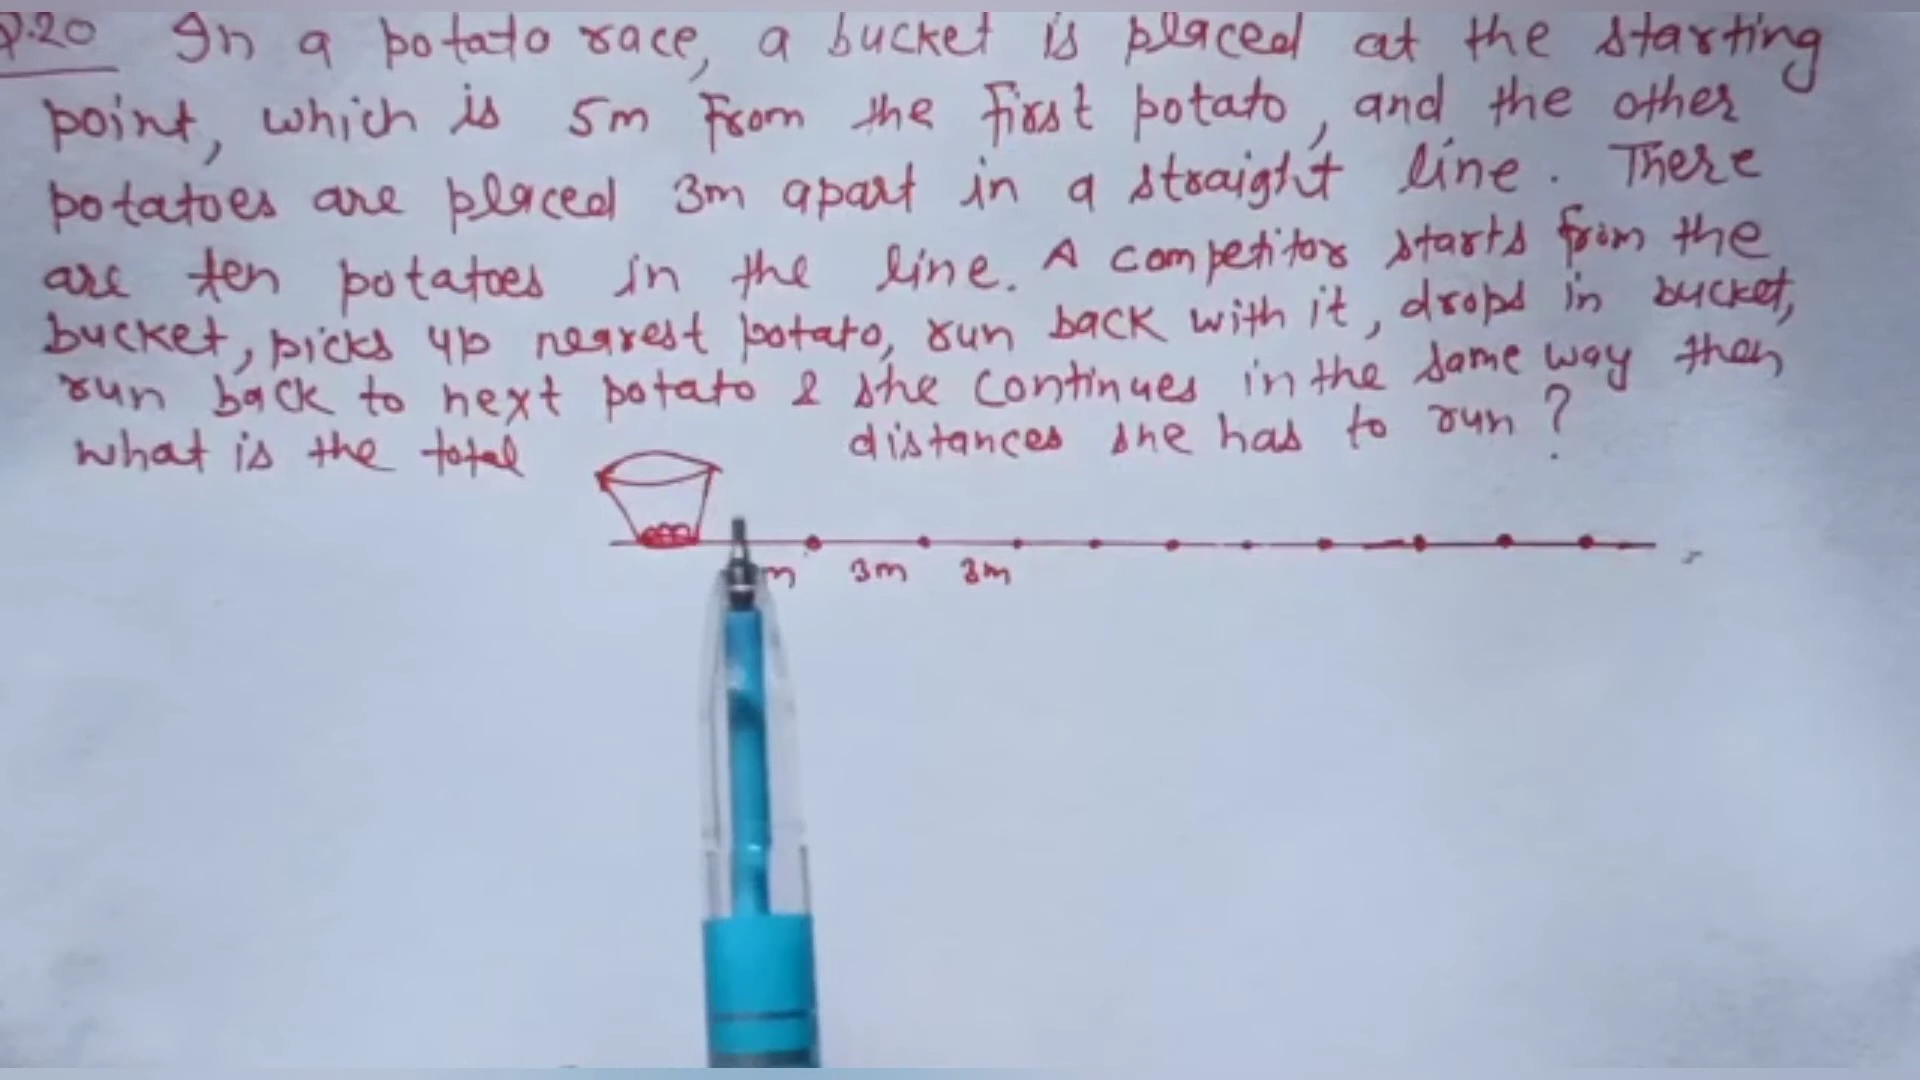 Q.20 In a potato race, a bucket is placed at the starting
point, which is 5m from the first potato, and the other
potatoes are placed 3m apart in a straight line. There
are ten potatoes in the line. A competitor starts from the
bucket, picks up nearest potato, run back with it, drops in bucket,
run back to next potato & she continues in the same way then
what is the total distances she has to run?
m 3m 3m